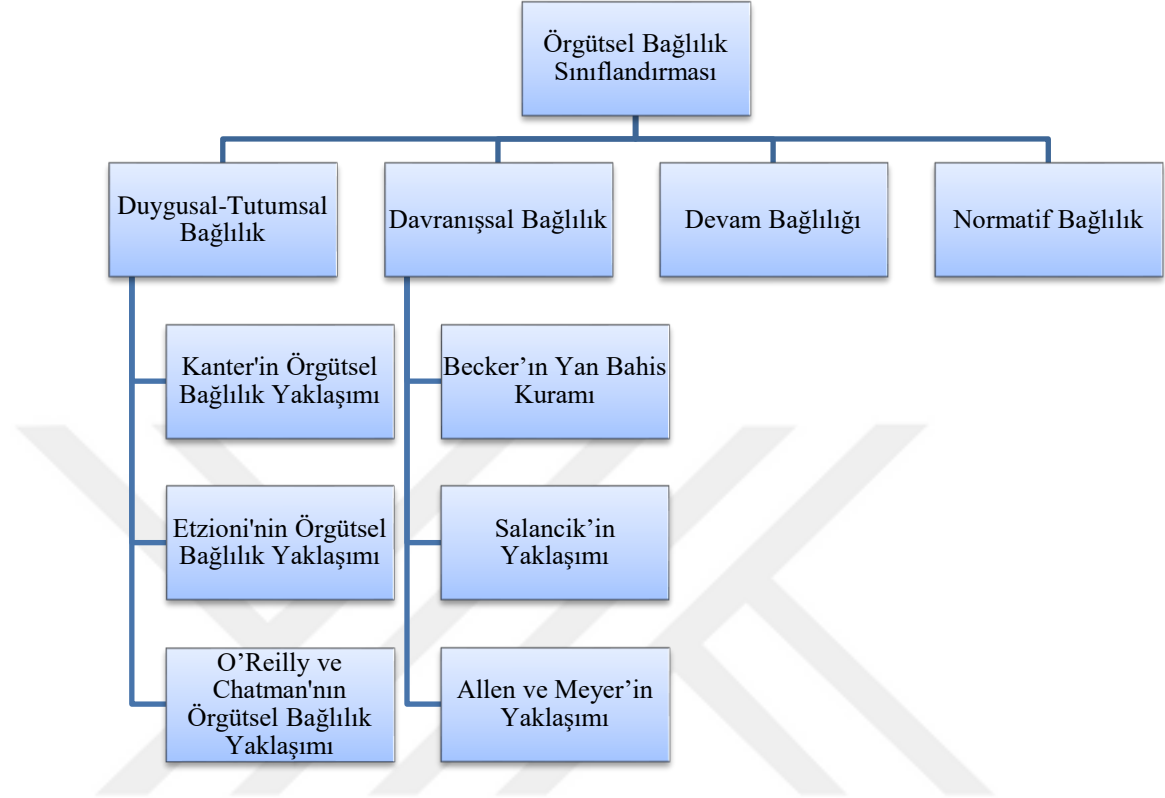 Örgütsel Bağlılık
Sınıflandırması
Duygusal-Tutumsal
Bağlılık
Davranışsal Bağlılık
Devam Bağlılığı
Normatif Bağlılık
Kanter'in Örgütsel
Bağlılık Yaklaşımı
Becker’ın Yan Bahis
Kuramı
Etzioni'nin Örgütsel
Bağlılık Yaklaşımı
Salancik’in
Yaklaşımı
O’Reilly ve
Chatman'nın
Örgütsel Bağlılık
Yaklaşımı
Allen ve Meyer’in
Yaklaşımı